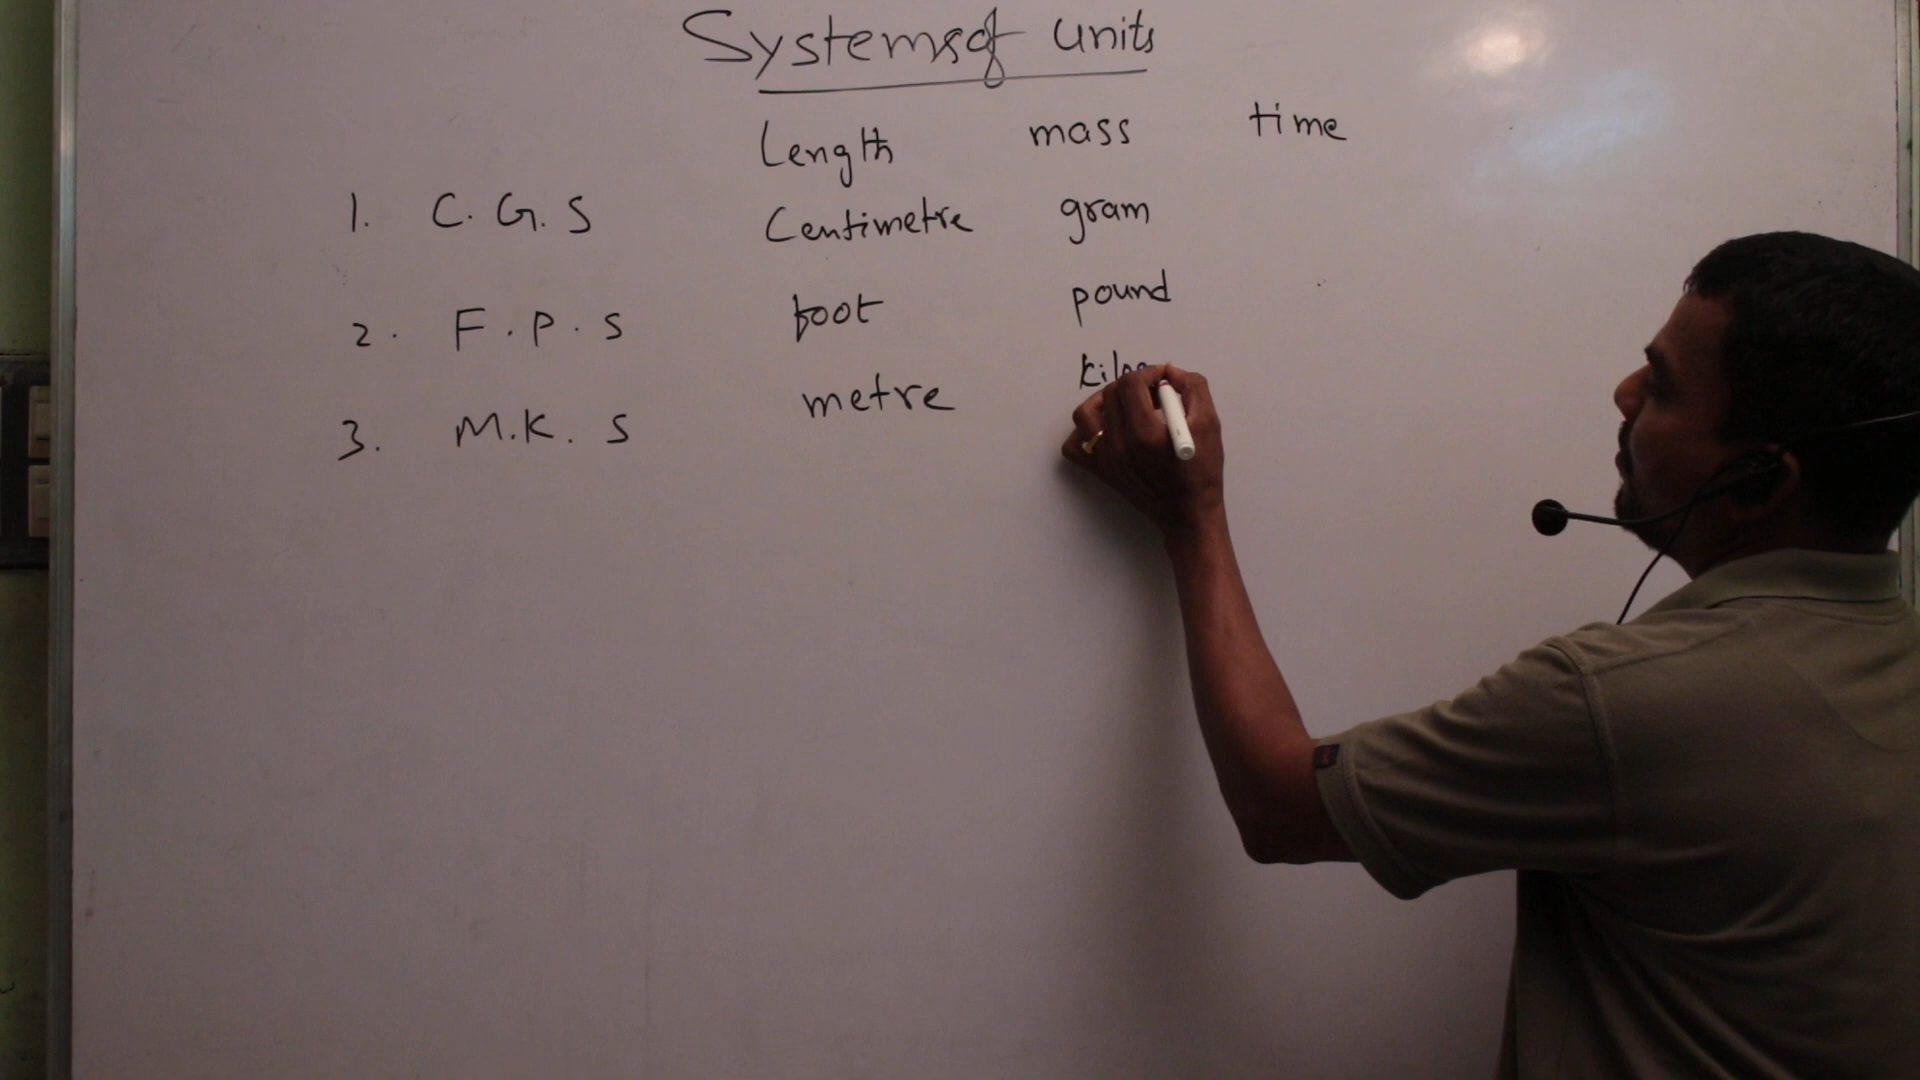 Systems of units
Length mass time
1. C. G. S Centimetre gram
2. F. P. S foot pound
3. M. K. S metre kilo